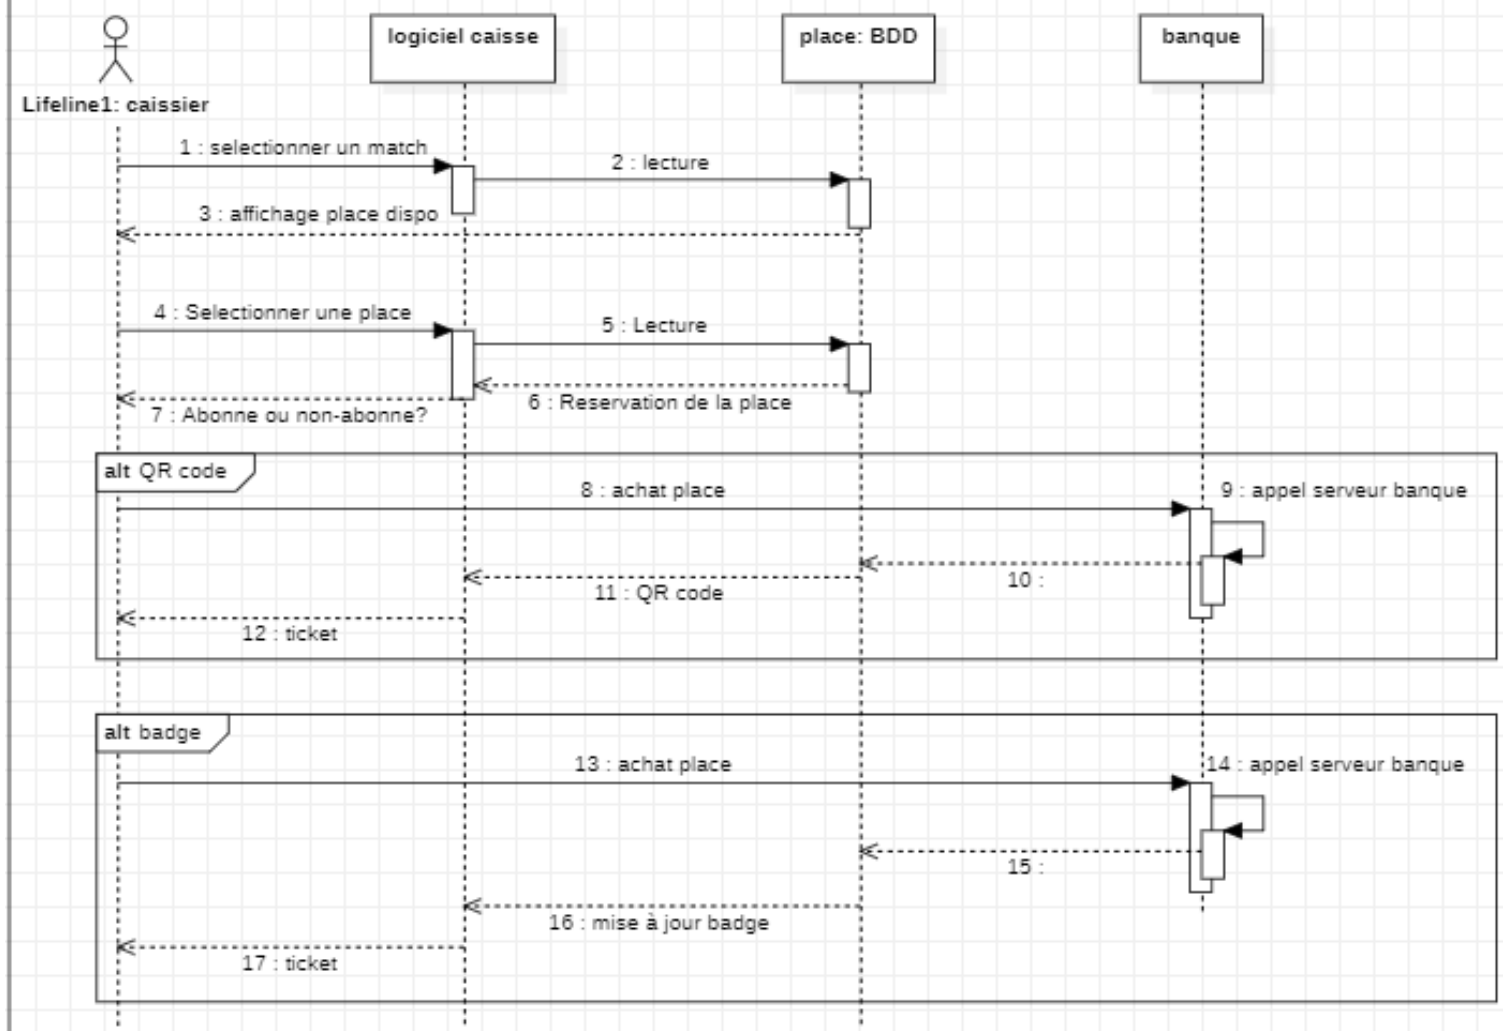 logiciel caisse
place: BDD
banque
Lifeline1: caissier
1 : selectionner un match
2 : lecture
3 : affichage place dispo
4 : Selectionner une place
5 : Lecture
6 : Reservation de la place
7 : Abonne ou non-abonne?
alt QR code
8 : achat place
9 : appel serveur banque
10 :
11 : QR code
12 : ticket
alt badge
13 : achat place
14 : appel serveur banque
15 :
16 : mise à jour badge
17 : ticket